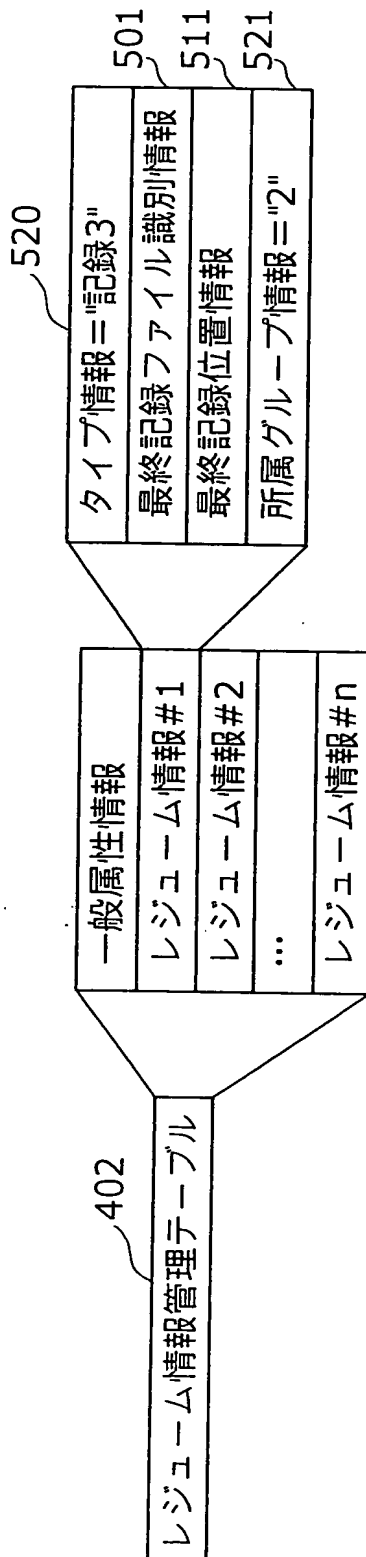 402
レジューム情報管理テーブル
一般属性情報
レジューム情報#1
レジューム情報#2
...
レジューム情報#n
520
タイプ情報="記録3"
最終記録ファイル識別情報
501
最終記録位置情報
511
所属グループ情報="2"
521